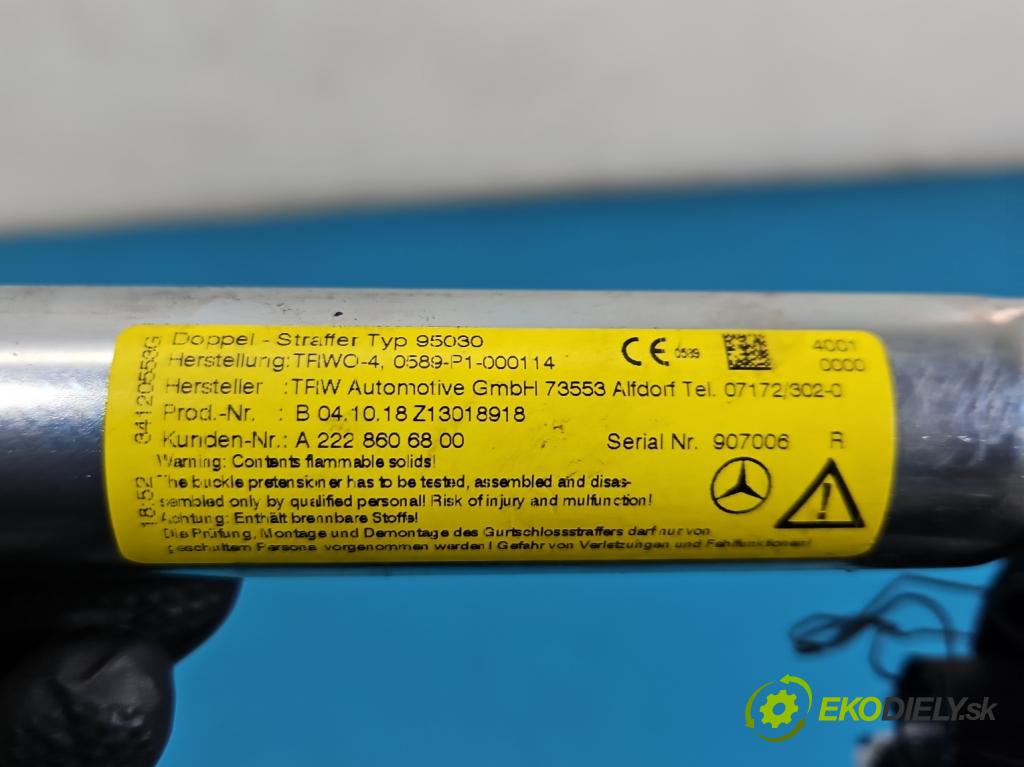 Doppel - Straffer Typ 95030
Herstellung: TRWO-4, 0589-P1-000114
CE 0589
4001
0000
Hersteller : TRW Automotive GmbH 73553 Alfdorf Tel. 07172/302-0
Prod.-Nr. : B 04.10.18 Z13018918
Kunden-Nr.: A 222 860 68 00 Serial Nr. 907006 R
Warning: Contents flammable solids!
The buckle pretensioner has to be tested, assembled and disas-
sembled only by qualified personal! Risk of injury and mulfunction!
Achtung: Enthält brennbare Stoffe!
Die Prüfung, Montage und Demontage des Gurtschlossstraffers darf nur von
geschultem Personal vorgenommen werden! Gefahr von Verletzungen und Fehlfunktionen!
18:52
EKODIELY.sk